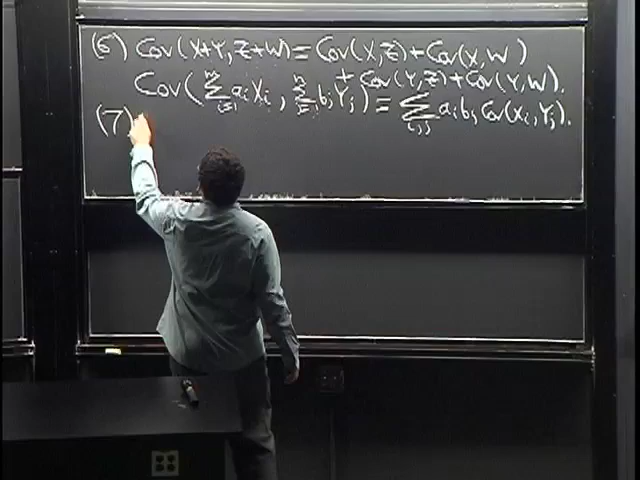 (6) Cov(X+Y, Z+W) = Cov(X,Z) + Cov(X,W)
+ Cov(Y,Z) + Cov(Y,W).
Cov(∑_{i=1}^{m} a_i X_i, ∑_{j=1}^{n} b_j Y_j) = ∑_{i,j} a_i b_j Cov(X_i, Y_j).
(7)